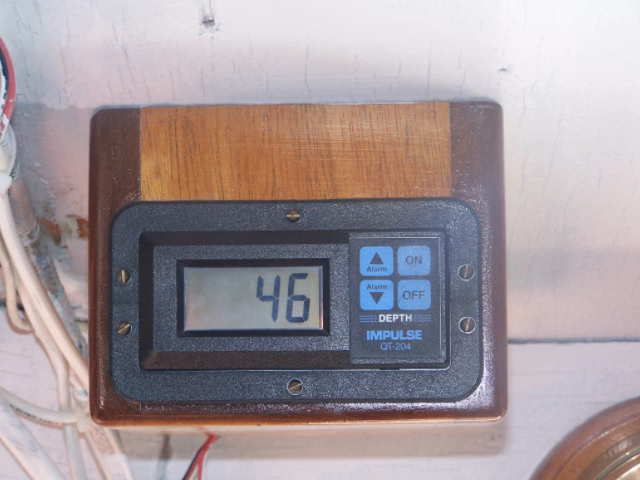 46
Alarm
ON
Alarm
OFF
DEPTH
IMPULSE
QT-204